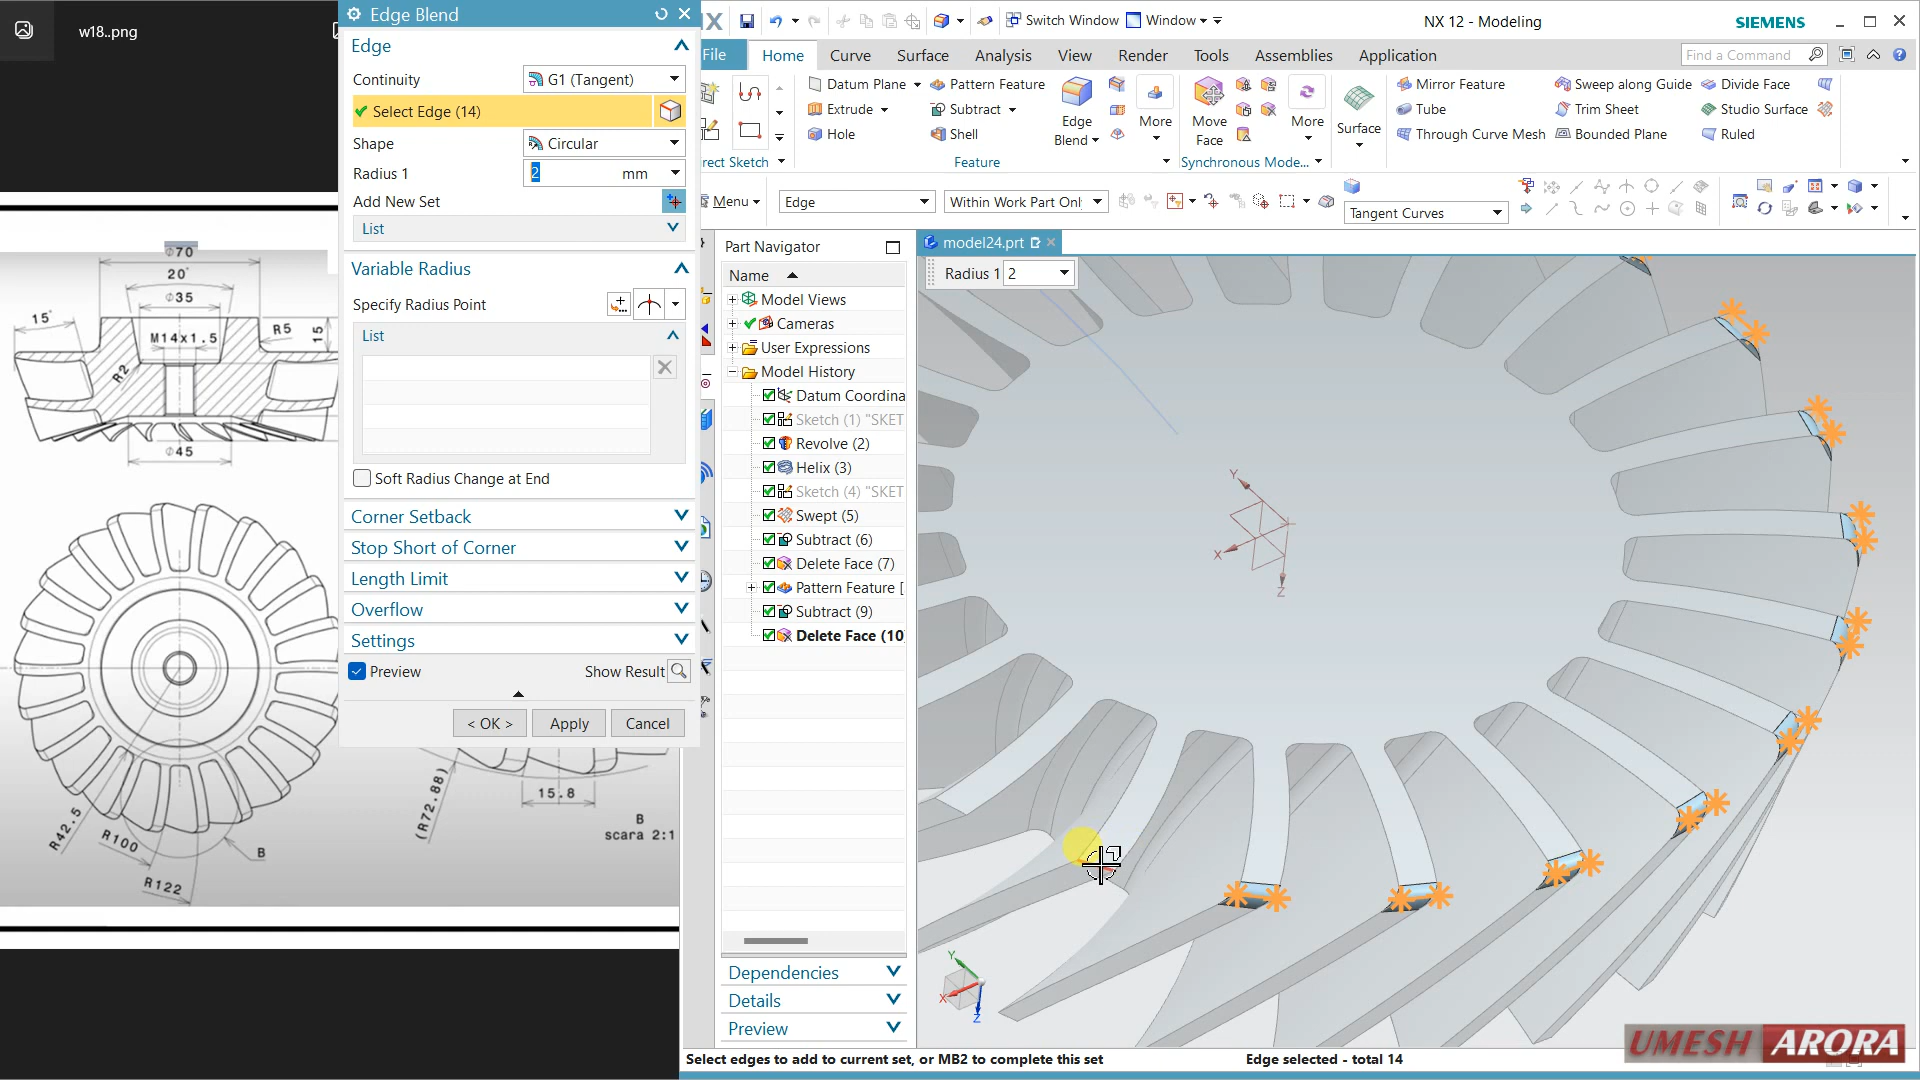 w18..png
Edge Blend
Edge
Continuity
G1 (Tangent)
Select Edge (14)
Shape
Circular
Radius 1
2
mm
Add New Set
List
Variable Radius
Specify Radius Point
List
Soft Radius Change at End
Corner Setback
Stop Short of Corner
Length Limit
Overflow
Settings
Preview
Show Result
< OK >
Apply
Cancel
Φ70
20°
Φ35
15°
R5
15
M14x1.5
R2
Φ45
R42.5
R100
R122
B
(R72.88)
15.8
B
scara 2:1
NX
Switch Window
Window
NX 12 - Modeling
SIEMENS
File
Home
Curve
Surface
Analysis
View
Render
Tools
Assemblies
Application
Find a Command
Datum Plane
Pattern Feature
Extrude
Subtract
Hole
Shell
Edge
Blend
More
Move
Face
More
Surface
Mirror Feature
Sweep along Guide
Divide Face
Tube
Trim Sheet
Studio Surface
Through Curve Mesh
Bounded Plane
Ruled
rect Sketch
Feature
Synchronous Mode...
Menu
Edge
Within Work Part Onl
Tangent Curves
Part Navigator
model24.prt
Radius 1
2
Name
Model Views
Cameras
User Expressions
Model History
Datum Coordina
Sketch (1) "SKET
Revolve (2)
Helix (3)
Sketch (4) "SKET
Swept (5)
Subtract (6)
Delete Face (7)
Pattern Feature [
Subtract (9)
Delete Face (10)
Dependencies
Details
Preview
Y
X
Z
Y
X
Z
Select edges to add to current set, or MB2 to complete this set
Edge selected - total 14
UMESH ARORA